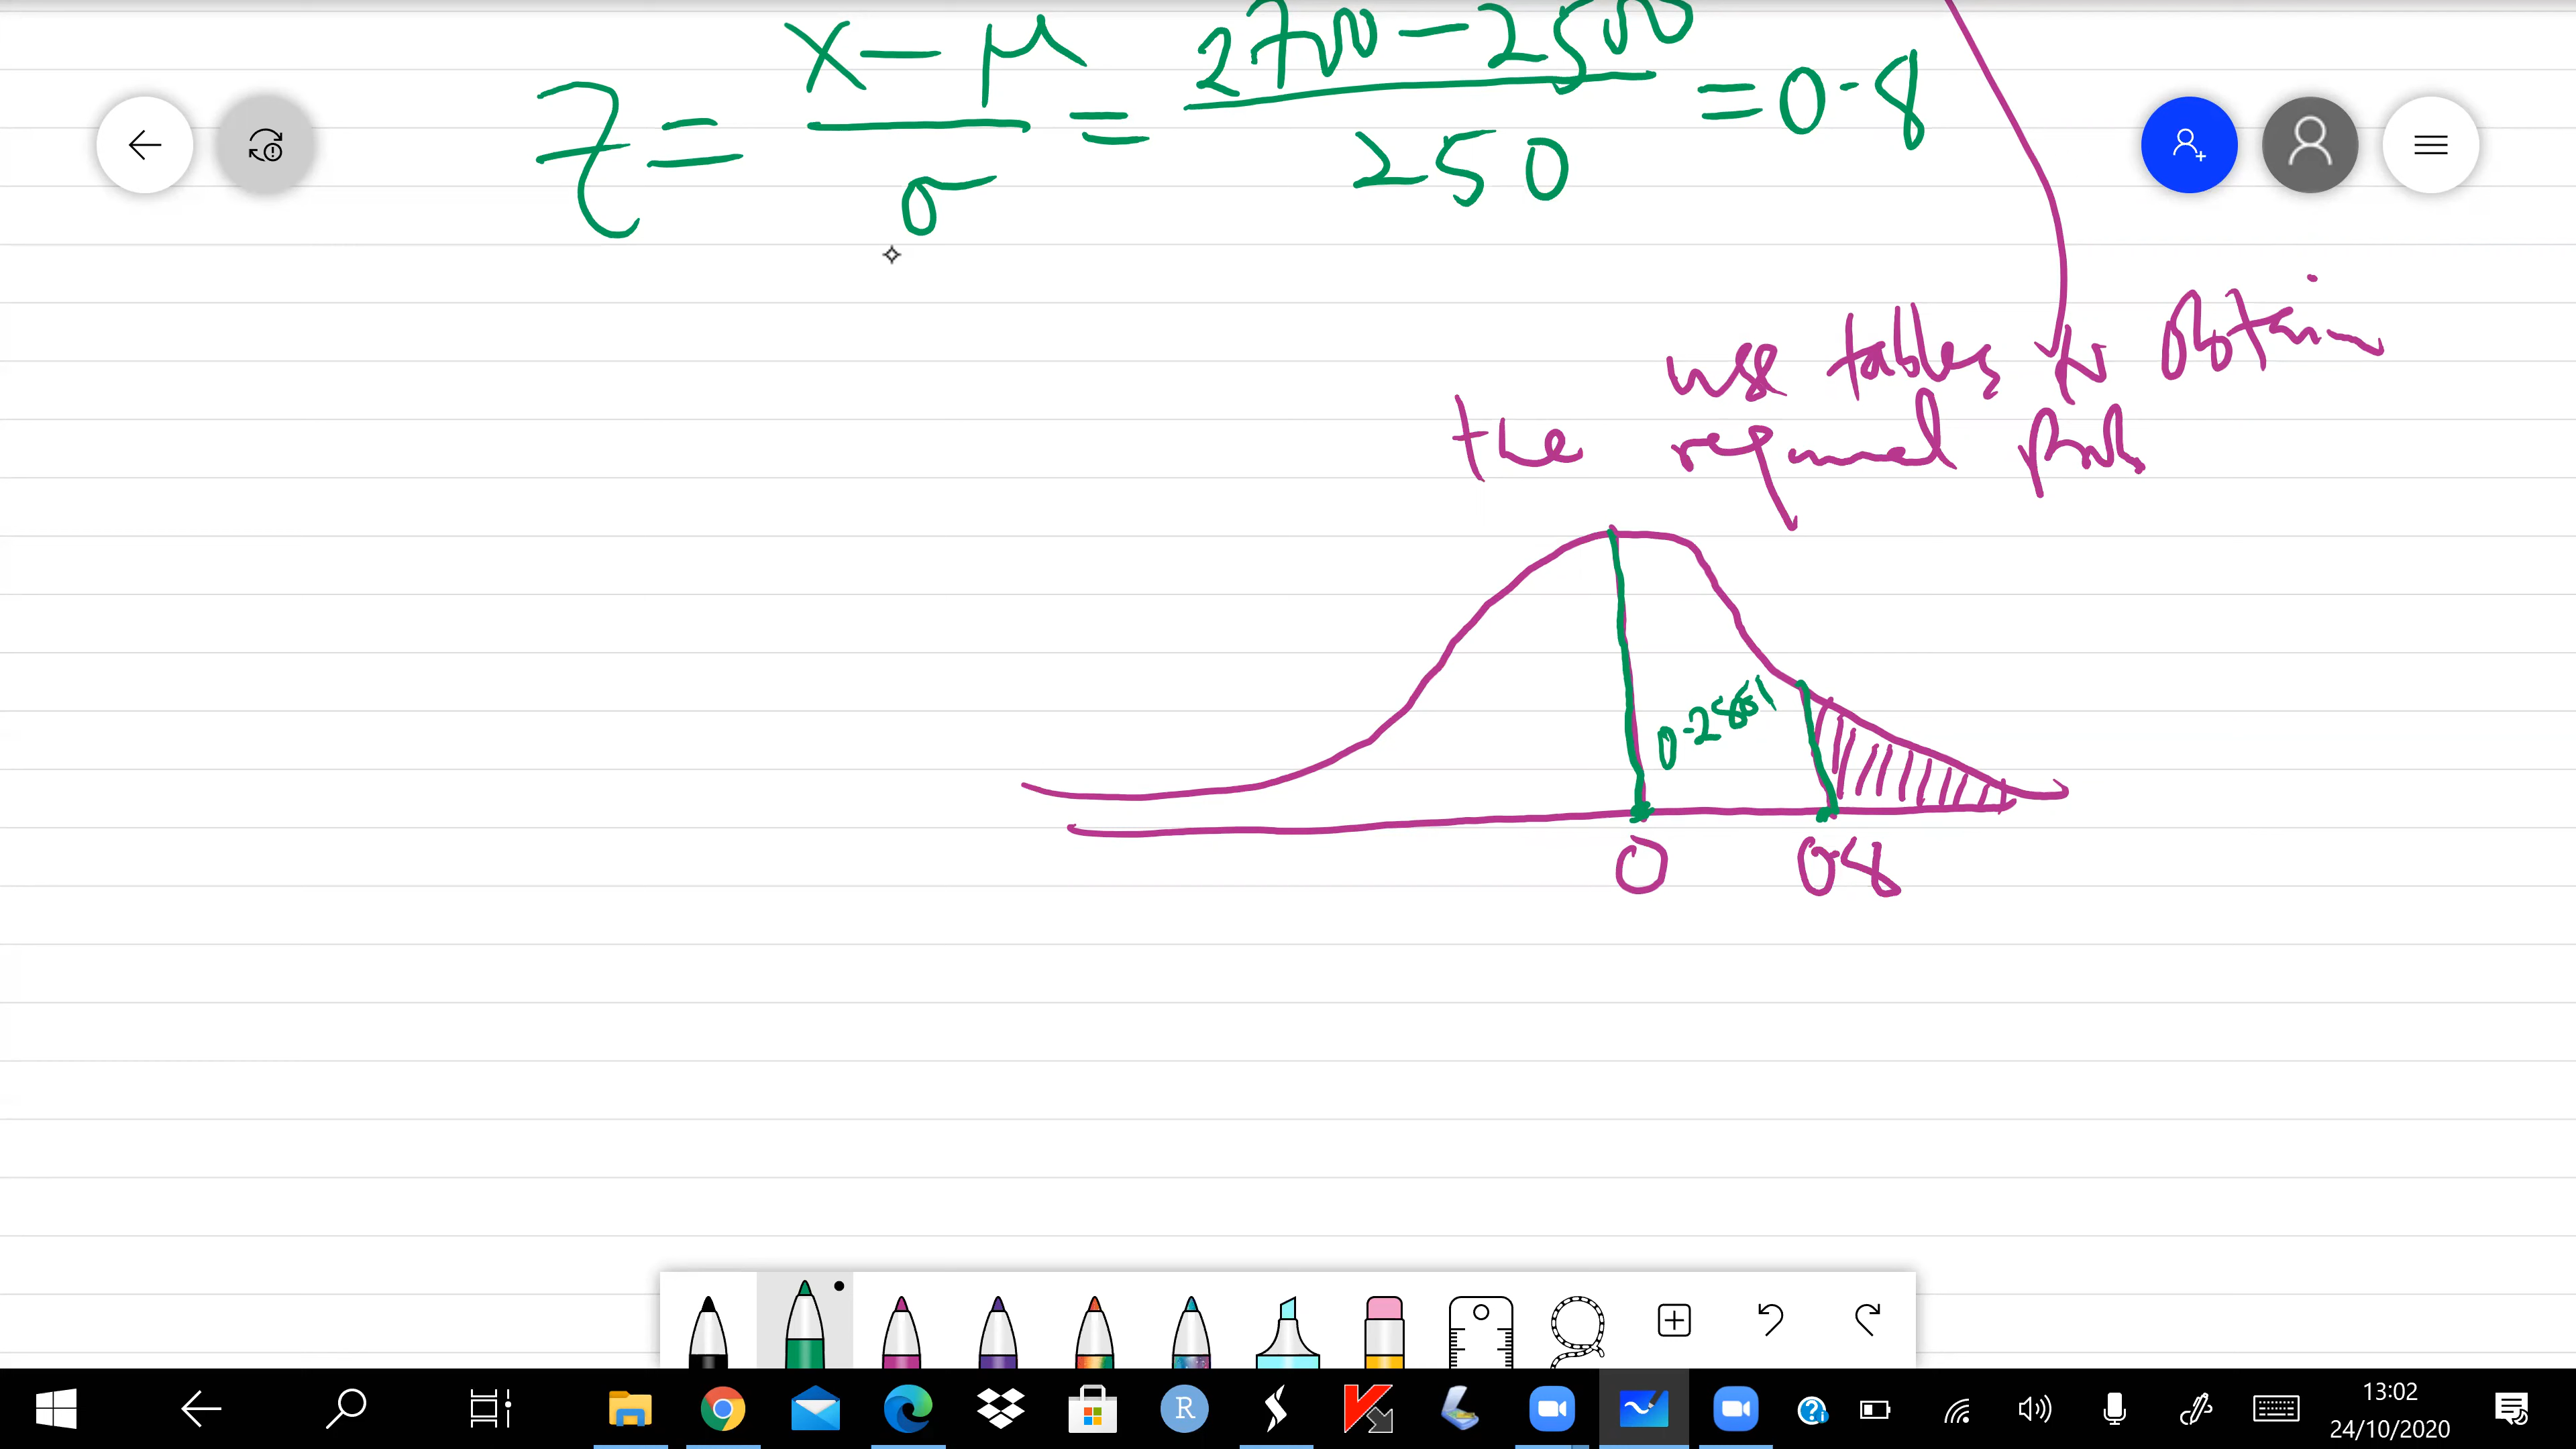 z = x - μ / σ = 2700 - 2500 / 250 = 0.8
use tables to obtain
the required prob
0.2881
0 0.8
R
13:02
24/10/2020